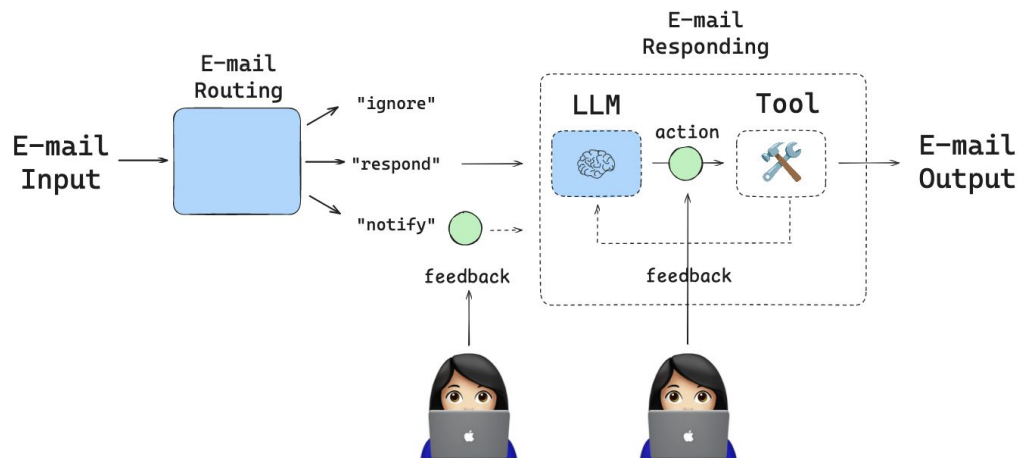 E-mail
Responding
E-mail
Routing
"ignore"
LLM
Tool
action
E-mail
Input
"respond"
E-mail
Output
"notify"
feedback
feedback